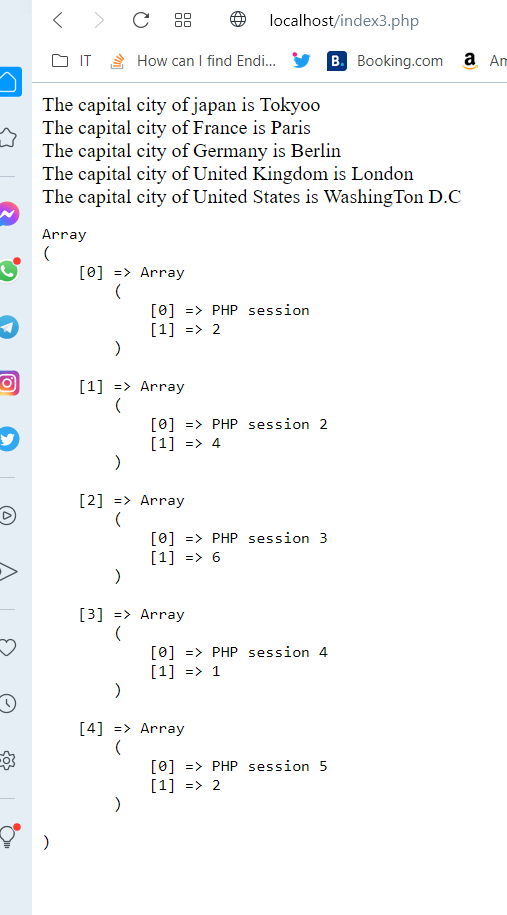 localhost/index3.php
IT
How can I find Endi...
B.
Booking.com
a
Am
The capital city of japan is Tokyoo
The capital city of France is Paris
The capital city of Germany is Berlin
The capital city of United Kingdom is London
The capital city of United States is WashingTon D.C
Array
(
[0] => Array
(
[0] => PHP session
[1] => 2
)
[1] => Array
(
[0] => PHP session 2
[1] => 4
)
[2] => Array
(
[0] => PHP session 3
[1] => 6
)
[3] => Array
(
[0] => PHP session 4
[1] => 1
)
[4] => Array
(
[0] => PHP session 5
[1] => 2
)
)